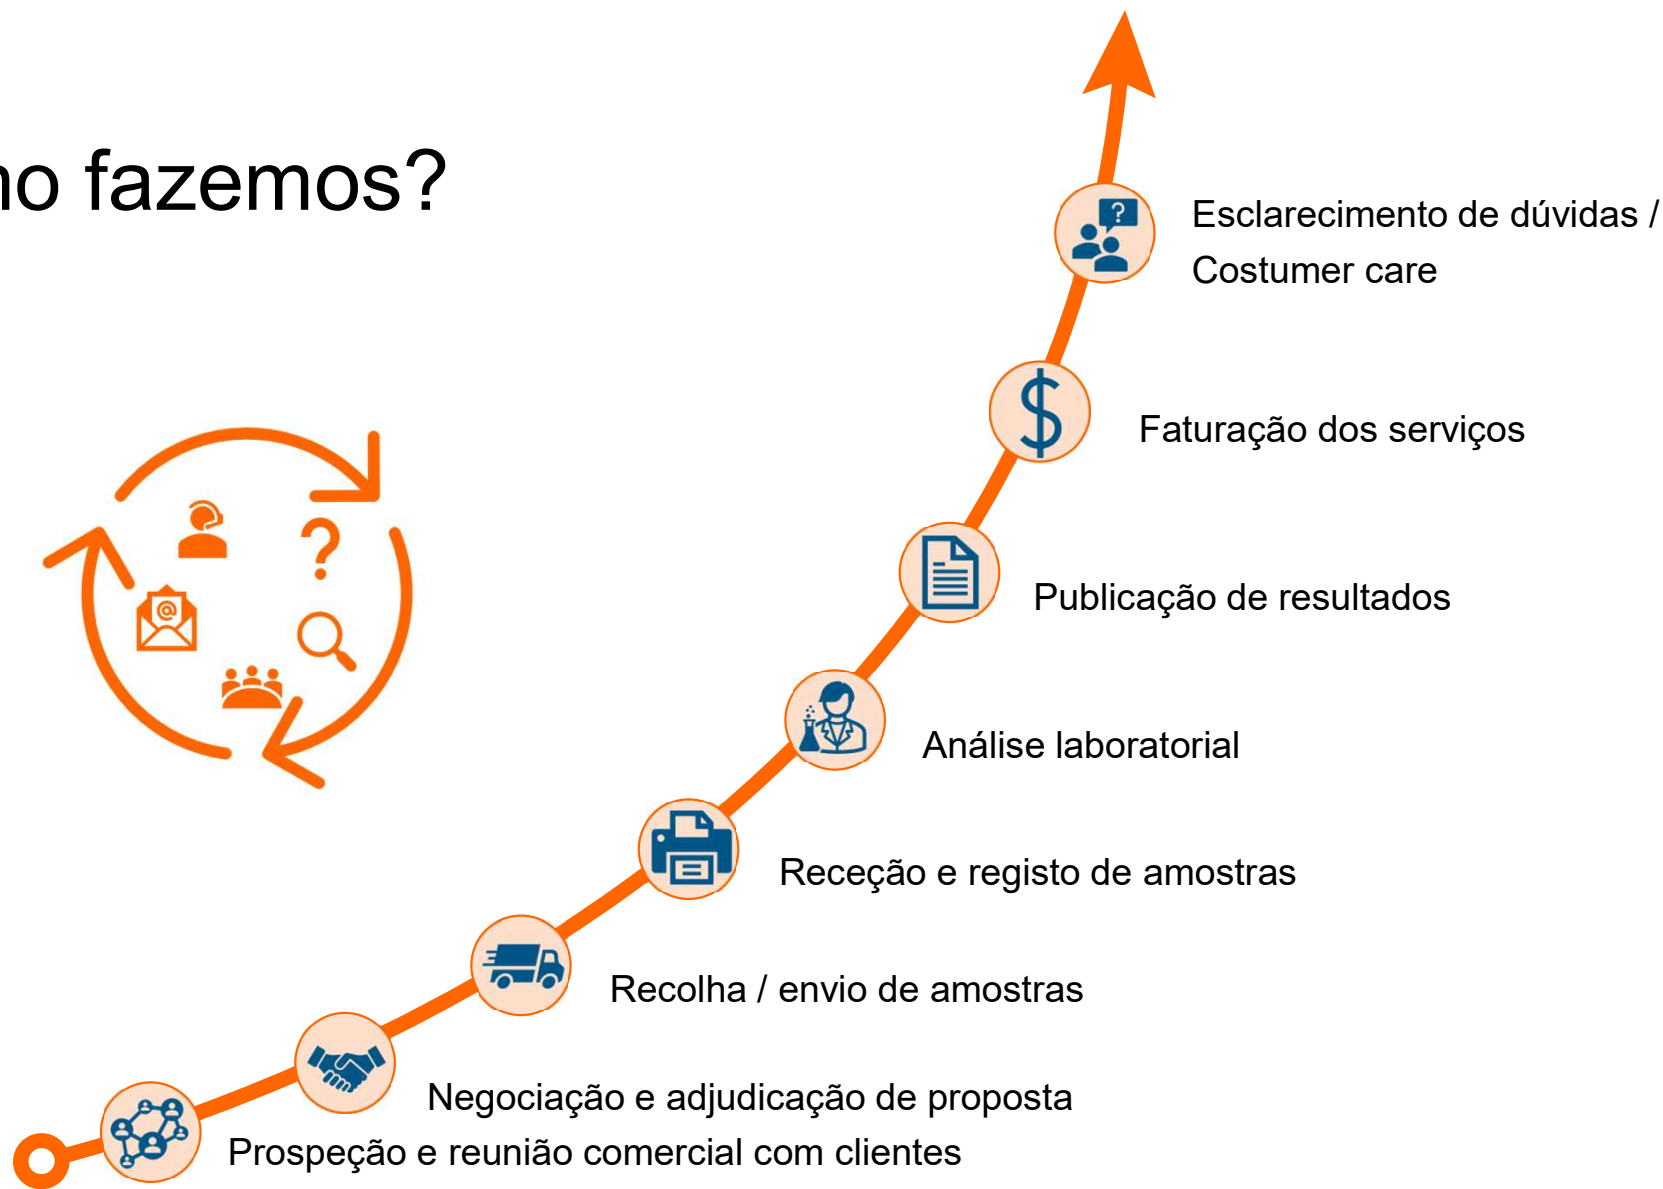 no fazemos?
Esclarecimento de dúvidas /
Costumer care
Faturação dos serviços
Publicação de resultados
Análise laboratorial
Receção e registo de amostras
Recolha / envio de amostras
Negociação e adjudicação de proposta
Prospeção e reunião comercial com clientes